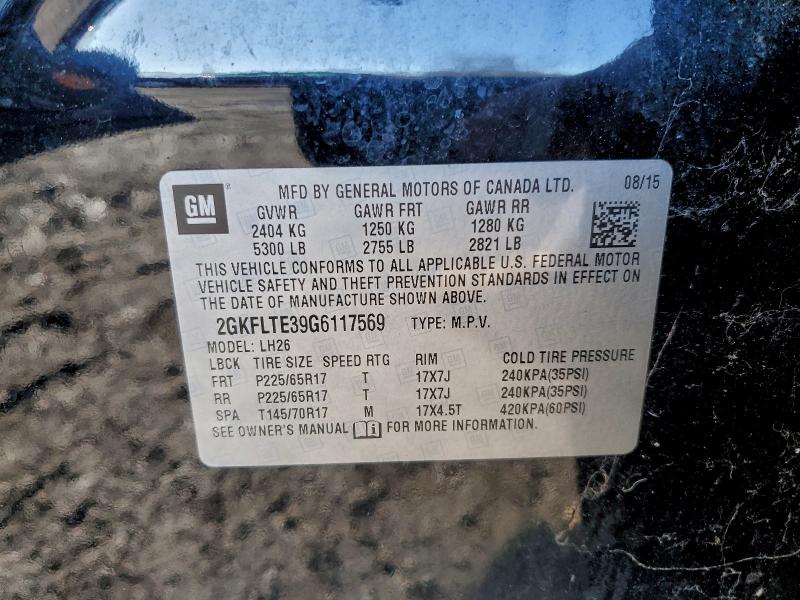 GM ® MFD BY GENERAL MOTORS OF CANADA LTD. 08/15
GVWR GAWR FRT GAWR RR
2404 KG 1250 KG 1280 KG
5300 LB 2755 LB 2821 LB
THIS VEHICLE CONFORMS TO ALL APPLICABLE U.S. FEDERAL MOTOR
VEHICLE SAFETY AND THEFT PREVENTION STANDARDS IN EFFECT ON
THE DATE OF MANUFACTURE SHOWN ABOVE.
2GKFLTE39G6117569 TYPE: M.P.V.
MODEL: LH26
LBCK TIRE SIZE SPEED RTG RIM COLD TIRE PRESSURE
FRT P225/65R17 T 17X7J 240KPA(35PSI)
RR P225/65R17 T 17X7J 240KPA(35PSI)
SPA T145/70R17 M 17X4.5T 420KPA(60PSI)
SEE OWNER'S MANUAL FOR MORE INFORMATION.